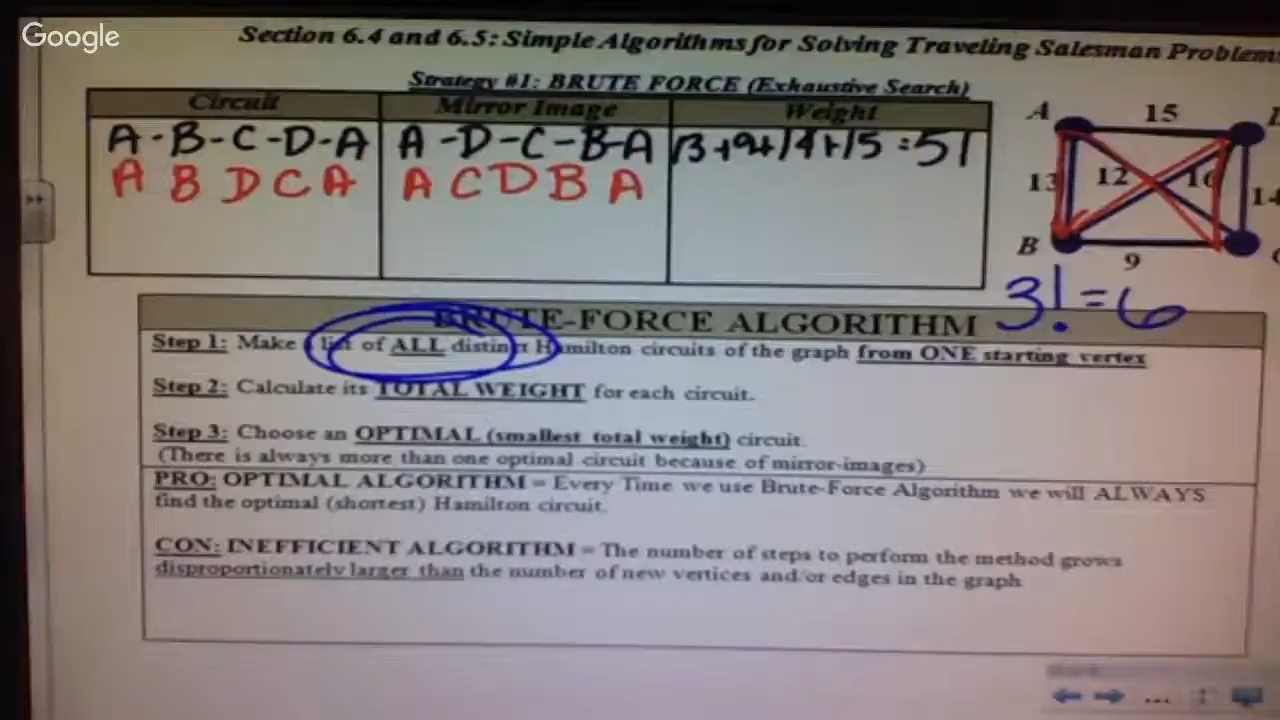 Google
Section 6.4 and 6.5: Simple Algorithms for Solving Traveling Salesman Problem
Strategy #1: BRUTE FORCE (Exhaustive Search)
Circuit Mirror Image Weight
A-B-C-D-A A-D-C-B-A 13+9+14+15=51
A B D C A A C D B A
A 15
13 12 16 14
B 9
3!=6
BRUTE-FORCE ALGORITHM
Step 1: Make a list of ALL distinct Hamilton circuits of the graph from ONE starting vertex
Step 2: Calculate its TOTAL WEIGHT for each circuit.
Step 3: Choose an OPTIMAL (smallest total weight) circuit.
(There is always more than one optimal circuit because of mirror-images)
PRO: OPTIMAL ALGORITHM = Every Time we use Brute-Force Algorithm we will ALWAYS
find the optimal (shortest) Hamilton circuit.
CON: INEFFICIENT ALGORITHM = The number of steps to perform the method grows
disproportionately larger than the number of new vertices and/or edges in the graph